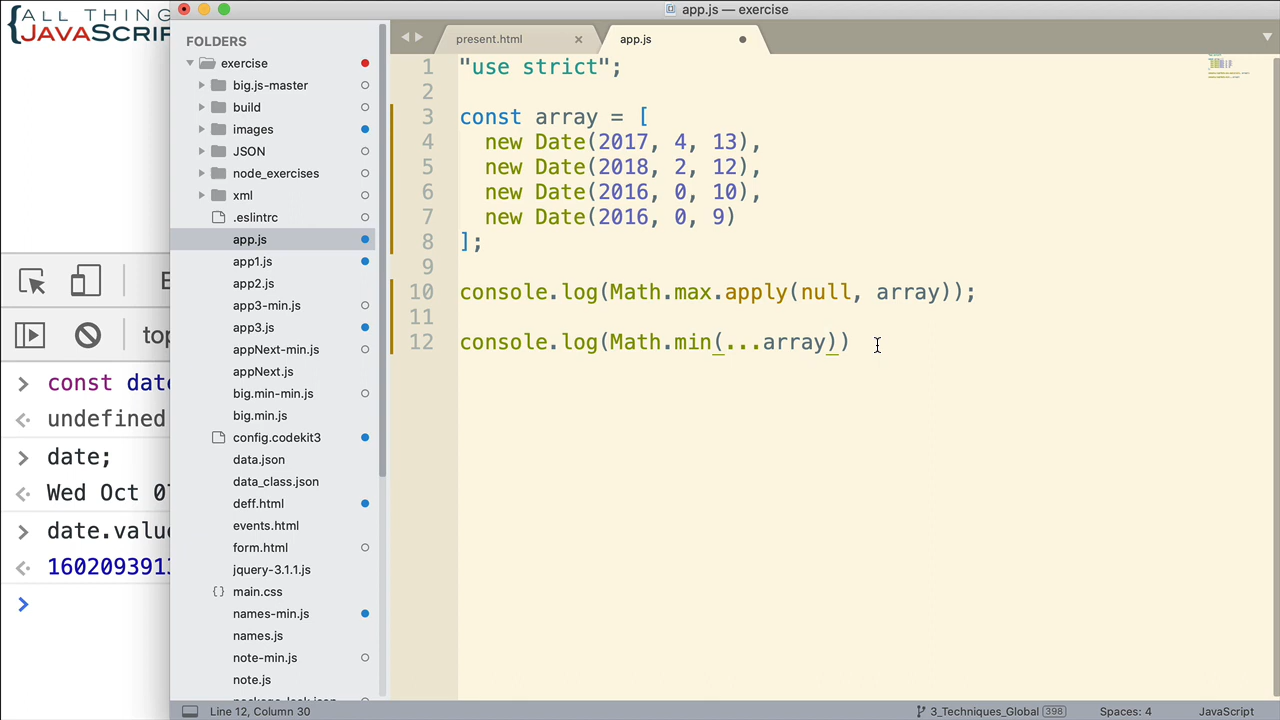 ALL THIN
{JAVASCRIP
app.js — exercise
FOLDERS
exercise
big.js-master
build
images
JSON
node_exercises
xml
.eslintrc
app.js
app1.js
app2.js
app3-min.js
app3.js
appNext-min.js
appNext.js
big.min-min.js
big.min.js
config.codekit3
data.json
data_class.json
deff.html
events.html
form.html
jquery-3.1.1.js
{} main.css
names-min.js
names.js
note-min.js
note.js
package-lock.json
present.html ×
app.js
1 "use strict";
2
3 const array = [
4 new Date(2017, 4, 13),
5 new Date(2018, 2, 12),
6 new Date(2016, 0, 10),
7 new Date(2016, 0, 9)
8 ];
9
10 console.log(Math.max.apply(null, array));
11
12 console.log(Math.min(...array))
top
> const date
undefined
> date;
Wed Oct 0
> date.value
160209391
>
Line 12, Column 30
3_Techniques_Global 398
Spaces: 4
JavaScript